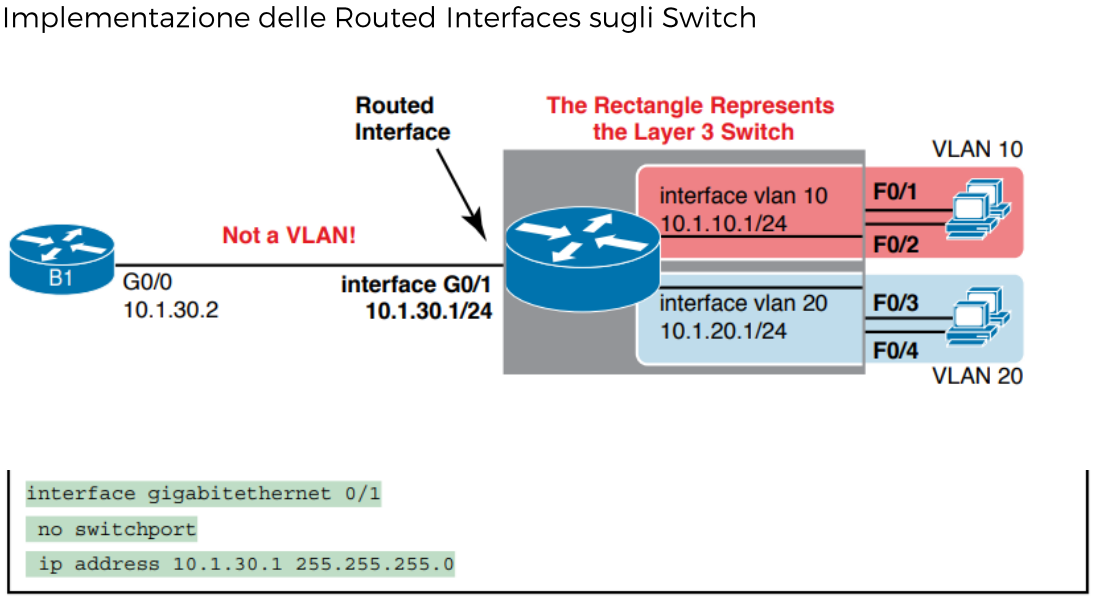 Implementazione delle Routed Interfaces sugli Switch
Routed
Interface
The Rectangle Represents
the Layer 3 Switch
VLAN 10
interface vlan 10
10.1.10.1/24
F0/1
F0/2
Not a VLAN!
B1
G0/0
10.1.30.2
interface G0/1
10.1.30.1/24
interface vlan 20
10.1.20.1/24
F0/3
F0/4
VLAN 20
interface gigabitethernet 0/1
no switchport
ip address 10.1.30.1 255.255.255.0